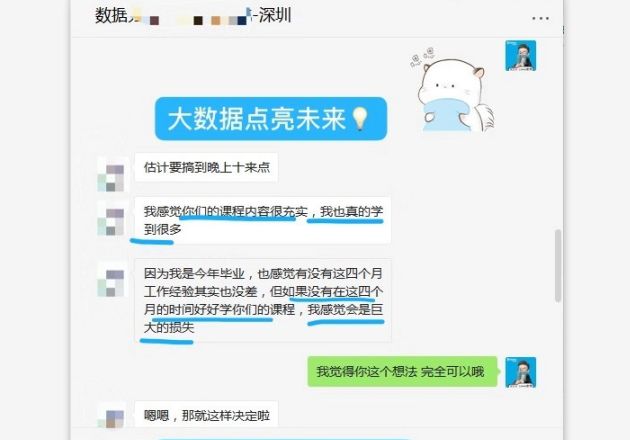 数据
-深圳
大数据点亮未来
估计要搞到晚上十来点
我感觉你们的课程内容很充实，我也真的学
到很多
因为我是今年毕业，也感觉有没有这四个月
工作经验其实也没差，但如果没有在这四个
月的时间好好学你们的课程，我感觉会是巨
大的损失
我觉得你这个想法 完全可以哦
嗯嗯，那就这样决定啦